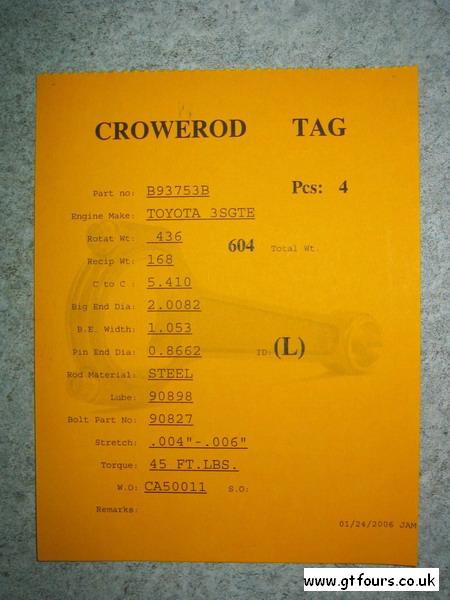 CROWEROD TAG
Part no: B93753B Pcs: 4
Engine Make: TOYOTA 3SGTE
Rotat Wt: 436 604 Total Wt.
Recip Wt: 168
C to C : 5.410
Big End Dia: 2.0082
B.E. Width: 1.053
Pin End Dia: 0.8662 ID: (L)
Rod Material: STEEL
Lube: 90898
Bolt Part No: 90827
Stretch: .004"-.006"
Torque: 45 FT.LBS.
W.O: CA50011 S.O:
Remarks:
01/24/2006 JAM
www.gtfours.co.uk